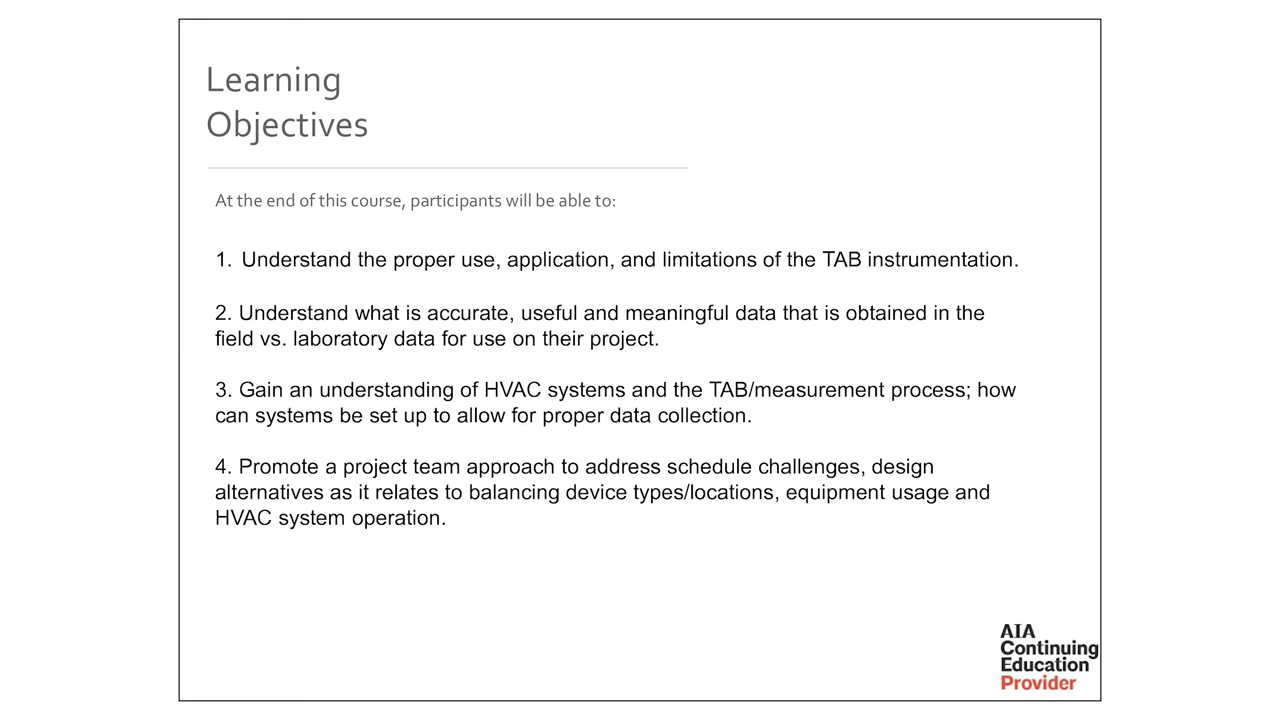 Learning
Objectives
At the end of this course, participants will be able to:
1. Understand the proper use, application, and limitations of the TAB instrumentation.
2. Understand what is accurate, useful and meaningful data that is obtained in the
field vs. laboratory data for use on their project.
3. Gain an understanding of HVAC systems and the TAB/measurement process; how
can systems be set up to allow for proper data collection.
4. Promote a project team approach to address schedule challenges, design
alternatives as it relates to balancing device types/locations, equipment usage and
HVAC system operation.
AIA
Continuing
Education
Provider